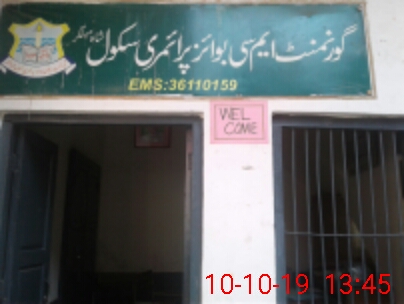 گورنمنٹ ایم سی بوائز پرائمری سکول
EMS:36110159
WEL
COME
10-10-19 13:45